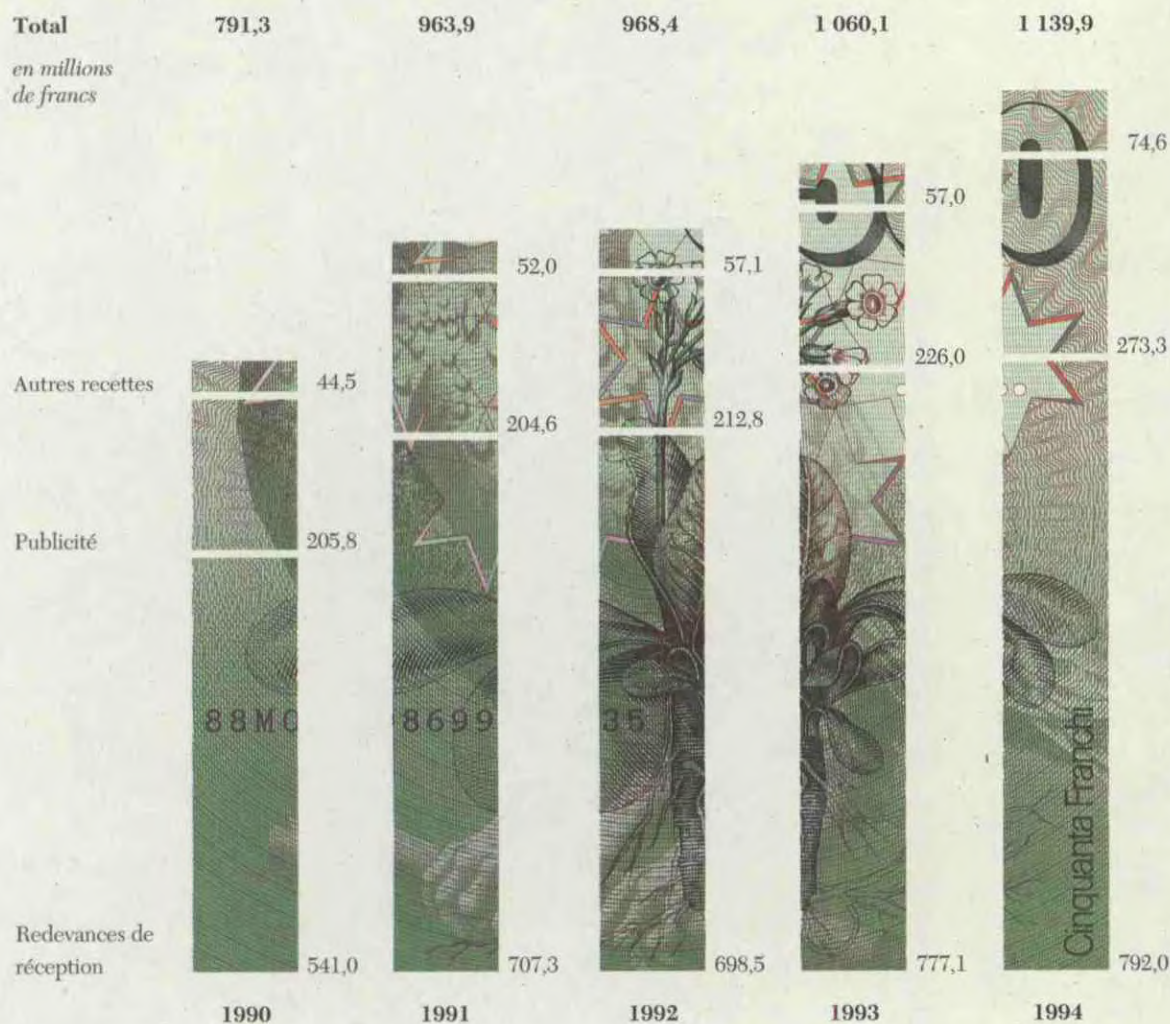 Total 791,3 963,9 968,4 1 060,1 1 139,9
en millions
de francs
74,6
57,0
52,0 57,1
273,3
226,0
Autres recettes 44,5
204,6 212,8
Publicité 205,8
88MC 8699 35
Cinquanta Franchi
Redevances de
réception 541,0 707,3 698,5 777,1 792,0
1990 1991 1992 1993 1994